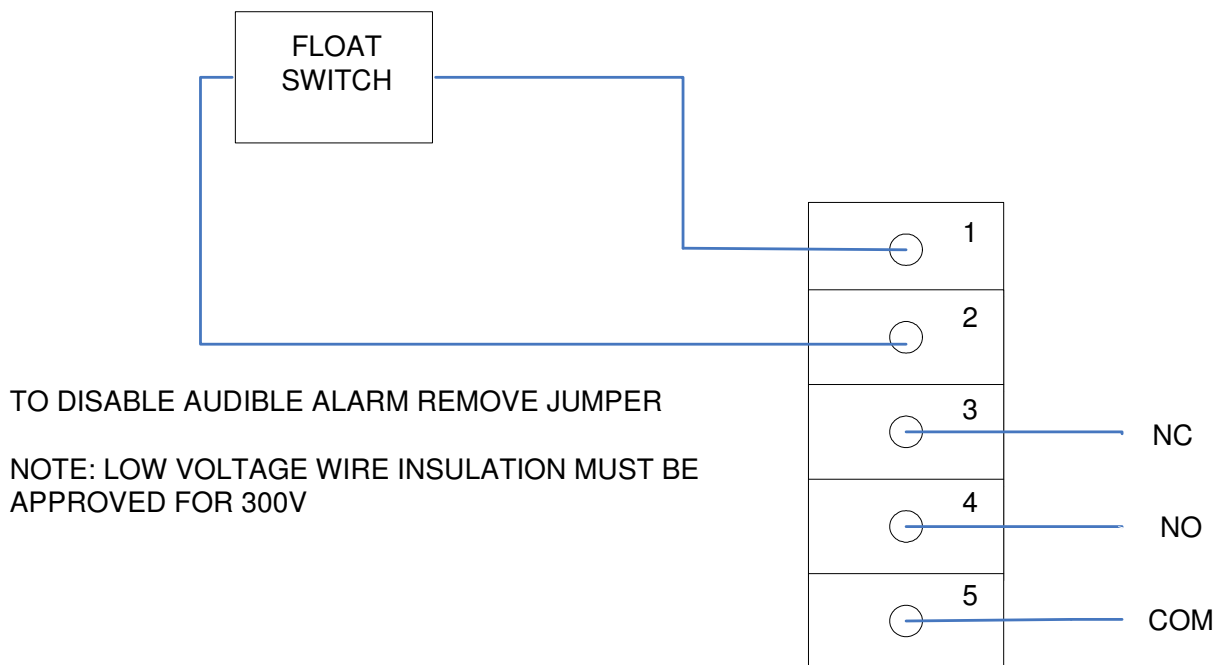 FLOAT
SWITCH
1
2
TO DISABLE AUDIBLE ALARM REMOVE JUMPER
3
NC
NOTE: LOW VOLTAGE WIRE INSULATION MUST BE
APPROVED FOR 300V
4
NO
5
COM